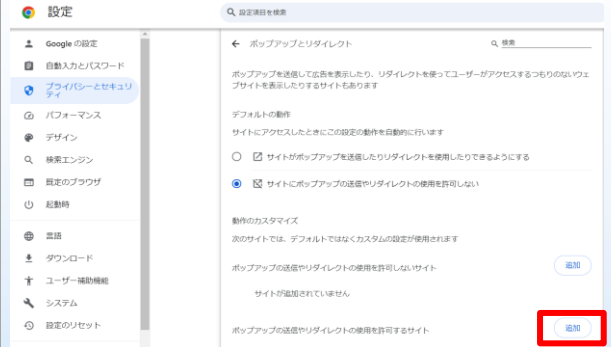 設定
設定項目を検索
Google の設定
自動入力とパスワード
プライバシーとセキュリ
ティ
パフォーマンス
デザイン
検索エンジン
既定のブラウザ
起動時
言語
ダウンロード
ユーザー補助機能
システム
設定のリセット
ポップアップとリダイレクト
検索
ポップアップを送信して広告を表示したり、リダイレクトを使ってユーザーがアクセスするつもりのないウェ
ブサイトを表示したりするサイトもあります
デフォルトの動作
サイトにアクセスしたときにこの設定の動作を自動的に行います
サイトがポップアップを送信したりリダイレクトを使用したりできるようにする
サイトにポップアップの送信やリダイレクトの使用を許可しない
動作のカスタマイズ
次のサイトでは、デフォルトではなくカスタムの設定が使用されます
ポップアップの送信やリダイレクトの使用を許可しないサイト
追加
サイトが追加されていません
ポップアップの送信やリダイレクトの使用を許可するサイト
追加